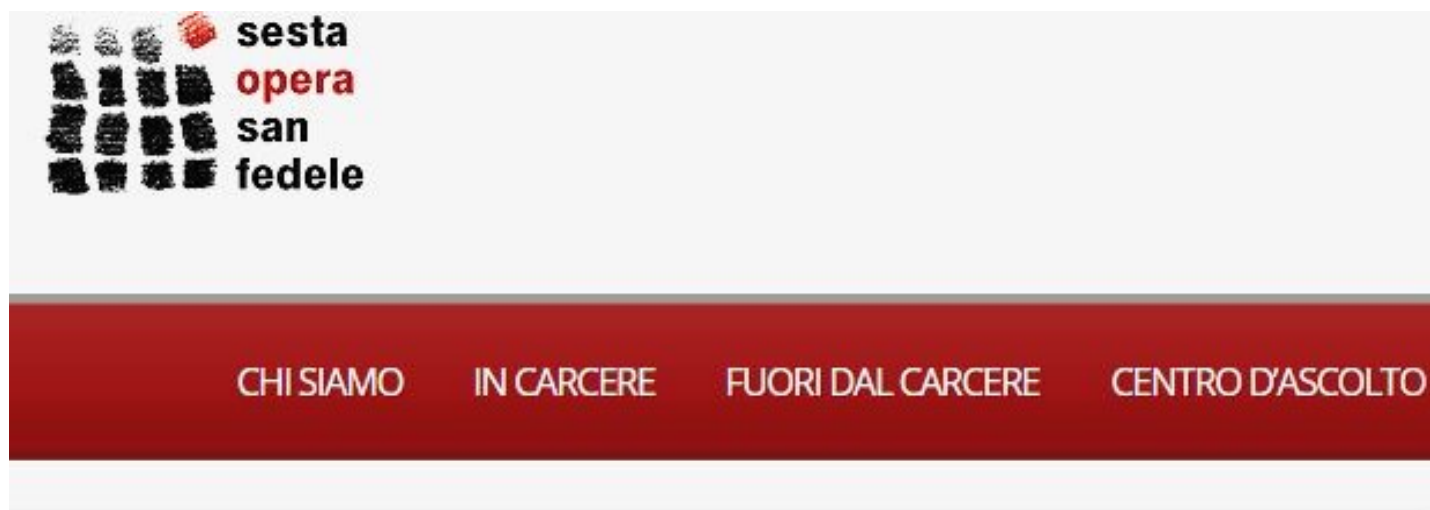 sesta
opera
san
fedele
CHI SIAMO IN CARCERE FUORI DAL CARCERE CENTRO D'ASCOLTO